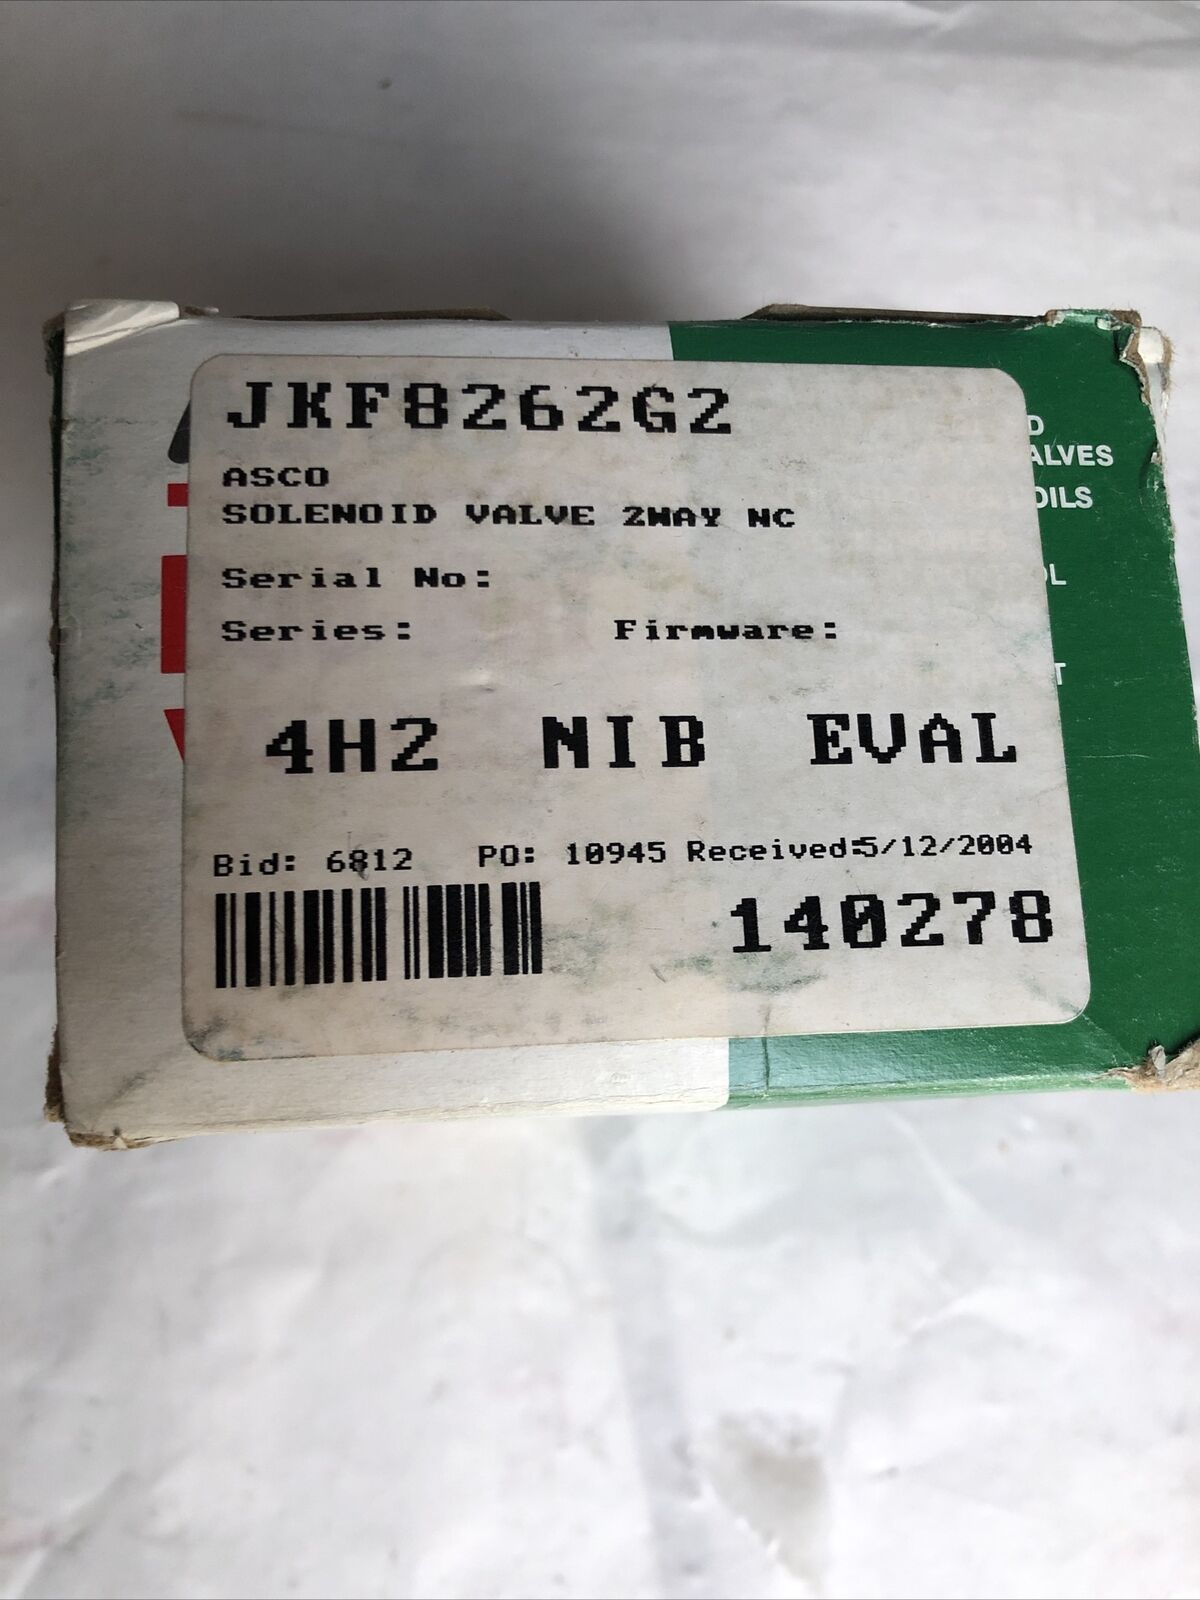 JKF8262G2
ASCO
SOLENOID VALVE 2WAY NC
Serial No:
Series: Firmware:
4H2 NIB EVAL
Bid: 6812 PO: 10945 Received:5/12/2004
140278
D
ALVES
OILS
OL
T